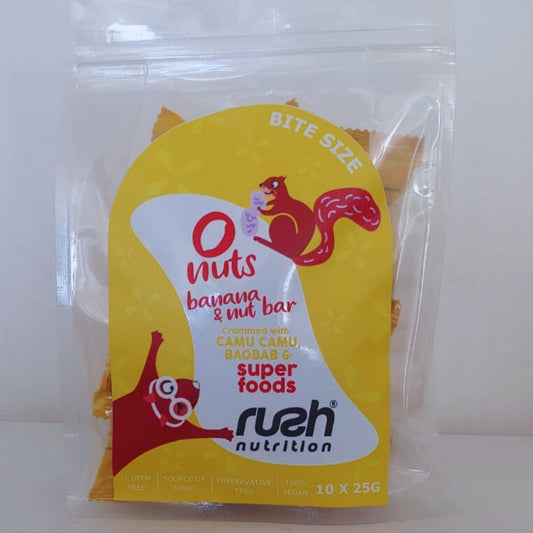 BITE SIZE
O
nuts
banana
& nut bar
Crammed with
CAMU CAMU,
BAOBAB &
super
foods
rush®
nutrition
GLUTEN
FREE
SOURCE OF
FIBRE
PRESERVATIVE
FREE
100%
VEGAN
10 X 25G